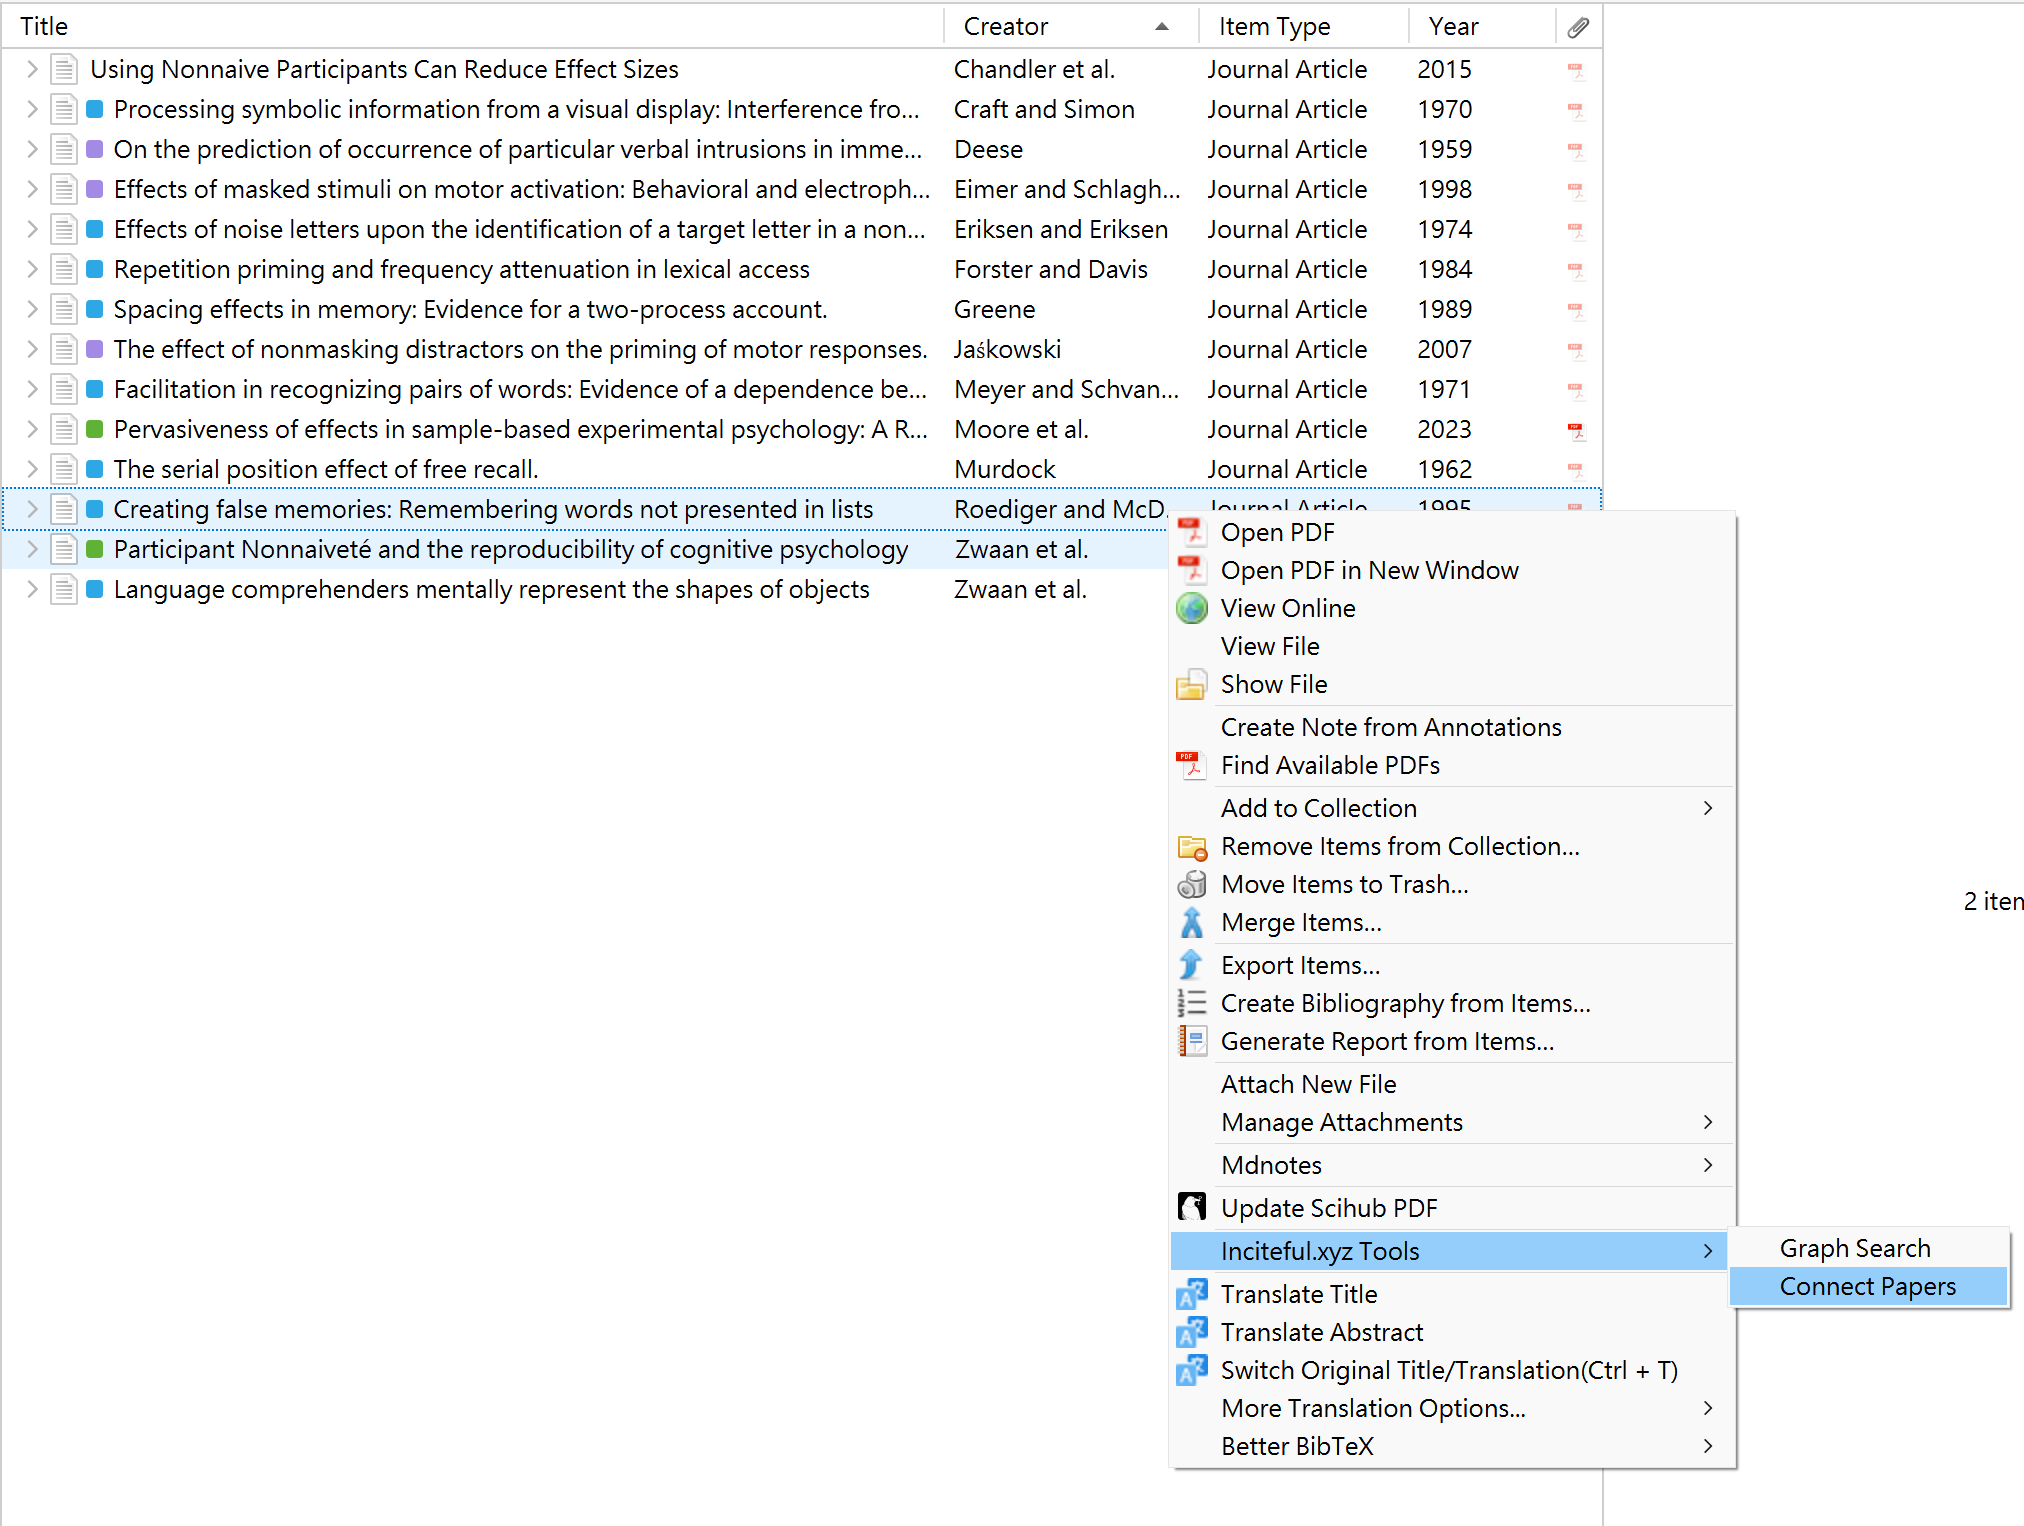 Title Creator Item Type Year
Using Nonnaive Participants Can Reduce Effect Sizes Chandler et al. Journal Article 2015
Processing symbolic information from a visual display: Interference fro... Craft and Simon Journal Article 1970
On the prediction of occurrence of particular verbal intrusions in imme... Deese Journal Article 1959
Effects of masked stimuli on motor activation: Behavioral and electroph... Eimer and Schlagh... Journal Article 1998
Effects of noise letters upon the identification of a target letter in a non... Eriksen and Eriksen Journal Article 1974
Repetition priming and frequency attenuation in lexical access Forster and Davis Journal Article 1984
Spacing effects in memory: Evidence for a two-process account. Greene Journal Article 1989
The effect of nonmasking distractors on the priming of motor responses. Jaśkowski Journal Article 2007
Facilitation in recognizing pairs of words: Evidence of a dependence be... Meyer and Schvan... Journal Article 1971
Pervasiveness of effects in sample-based experimental psychology: A R... Moore et al. Journal Article 2023
The serial position effect of free recall. Murdock Journal Article 1962
Creating false memories: Remembering words not presented in lists Roediger and McD. Journal Article 1995
Participant Nonnaiveté and the reproducibility of cognitive psychology Zwaan et al.
Language comprehenders mentally represent the shapes of objects Zwaan et al.
Open PDF
Open PDF in New Window
View Online
View File
Show File
Create Note from Annotations
Find Available PDFs
Add to Collection
Remove Items from Collection...
Move Items to Trash...
Merge Items...
Export Items...
Create Bibliography from Items...
Generate Report from Items...
Attach New File
Manage Attachments
Mdnotes
Update Scihub PDF
Inciteful.xyz Tools
Graph Search
Connect Papers
Translate Title
Translate Abstract
Switch Original Title/Translation(Ctrl + T)
More Translation Options...
Better BibTeX
2